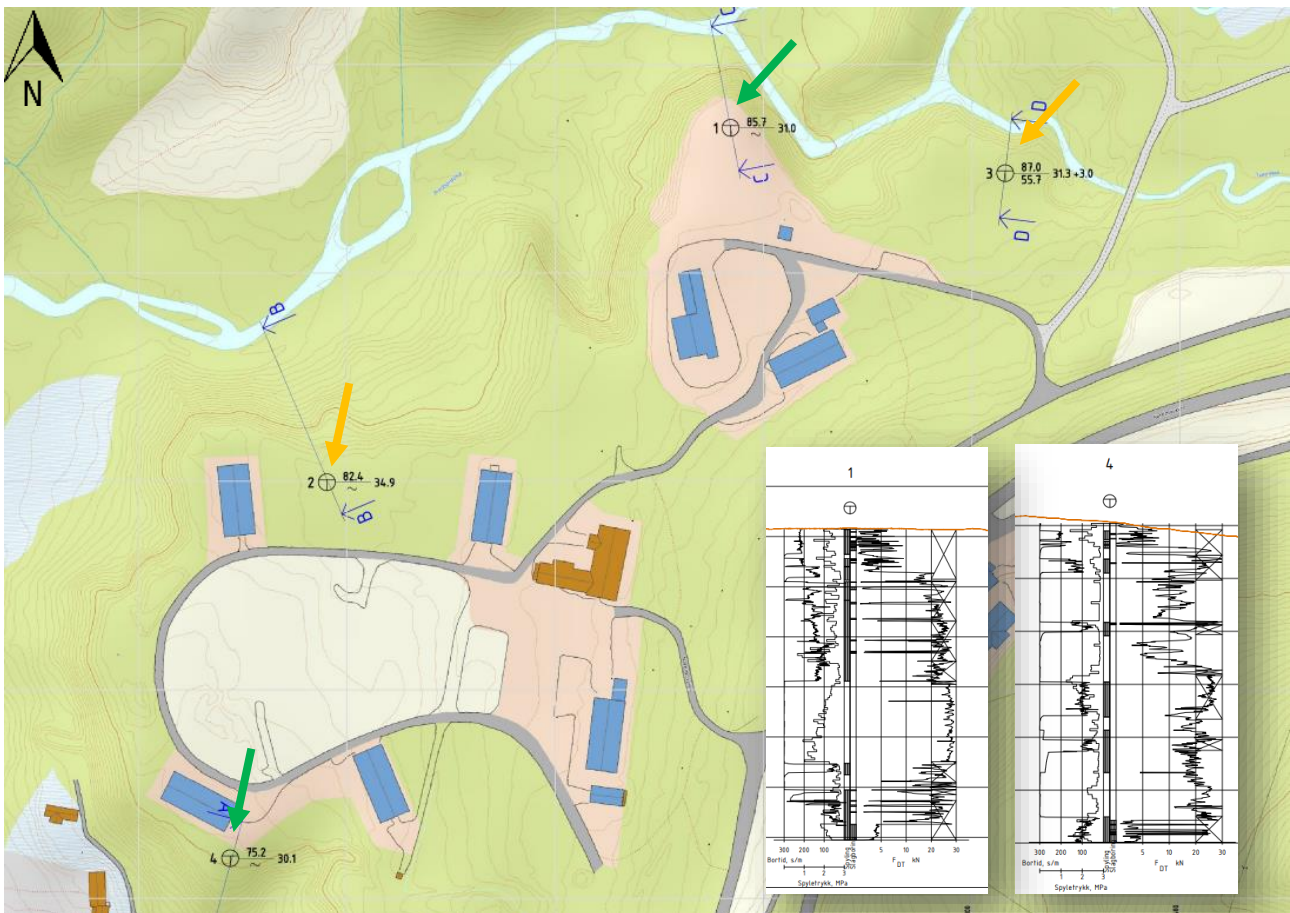 N
C
1
85.7
~
31.0
C
D
3
87.0
55.7
31.3 +3.0
D
B
2
82.4
~
34.9
B
A
4
75.2
~
30.1
1
300 200 100
5 10 20 30
Bortid, s/m
Spyling
Slagboring
F DT kN
1 2 3
Spyletrykk, MPa
4
300 200 100
5 10 20 30
Bortid, s/m
Spyling
Slagboring
F DT kN
1 2 3
Spyletrykk, MPa